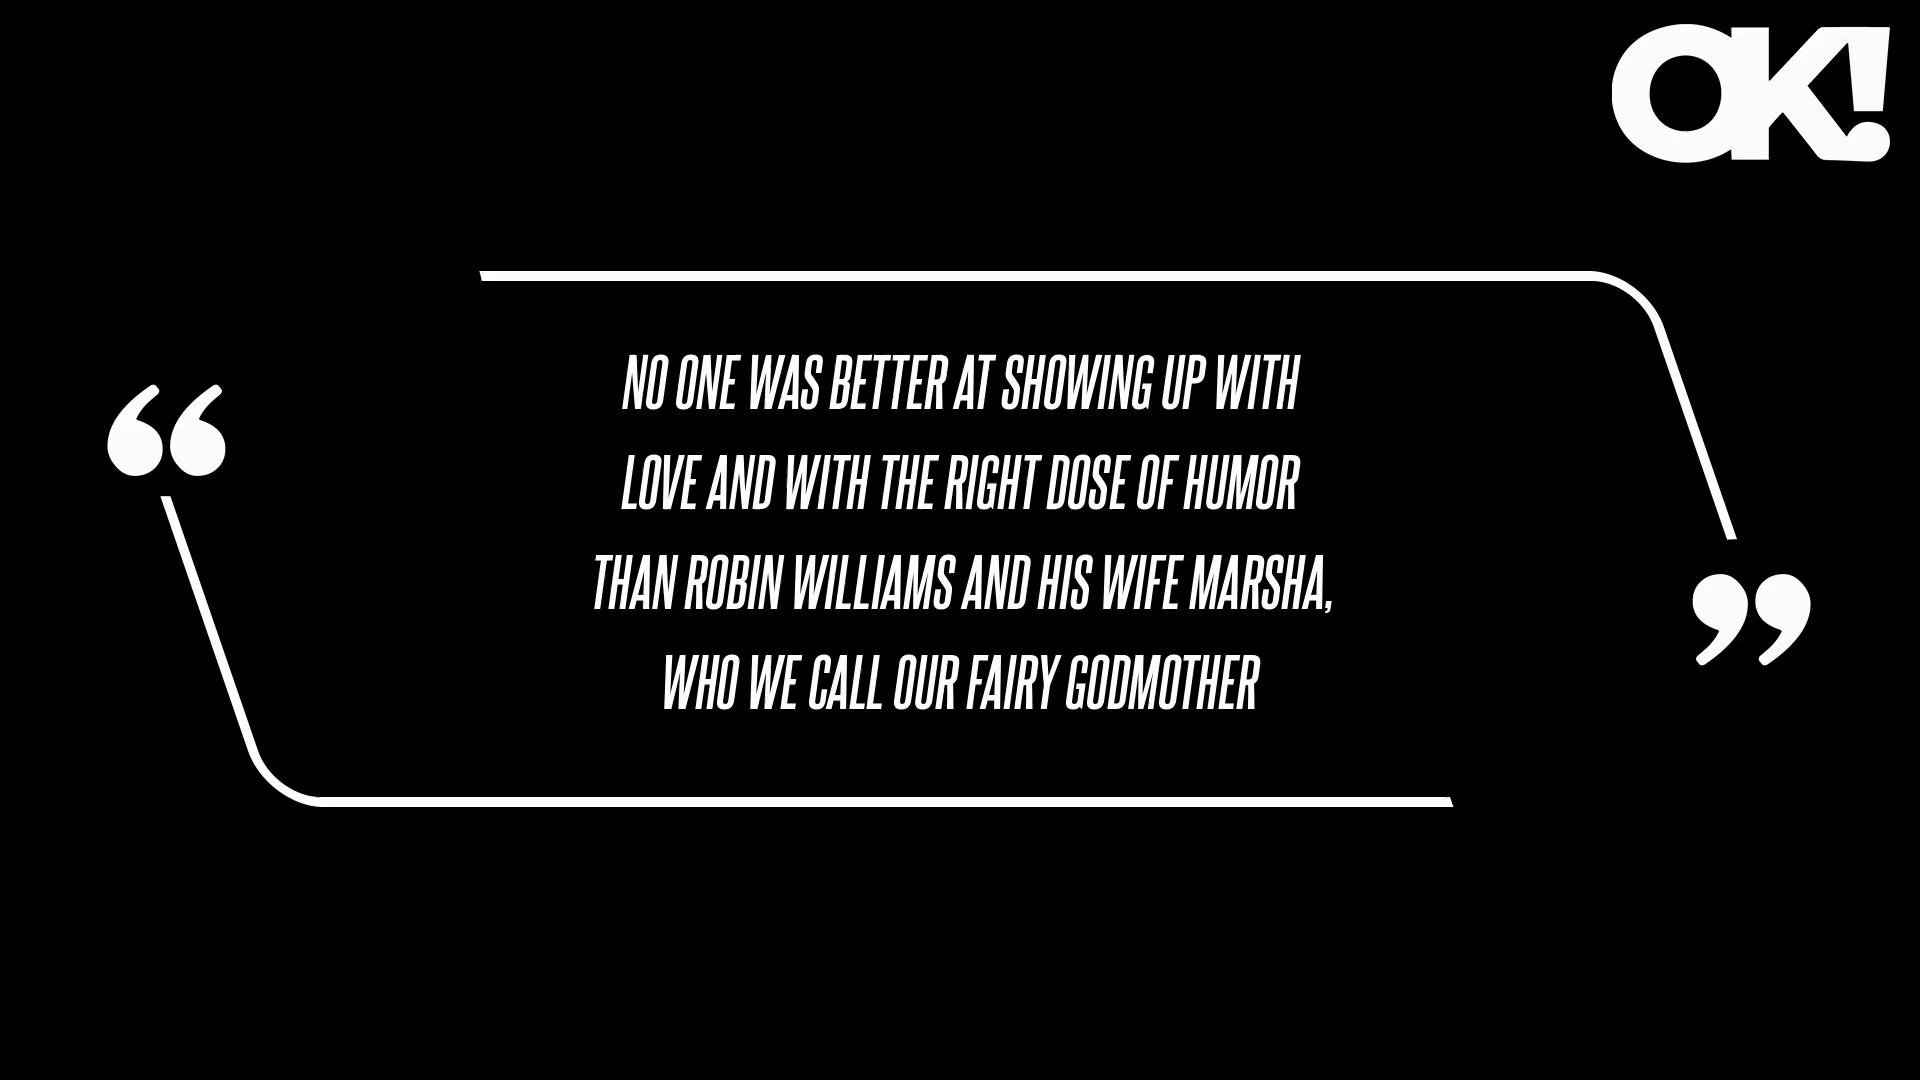 OK!
“
NO ONE WAS BETTER AT SHOWING UP WITH
LOVE AND WITH THE RIGHT DOSE OF HUMOR
THAN ROBIN WILLIAMS AND HIS WIFE MARSHA,
WHO WE CALL OUR FAIRY GODMOTHER
”